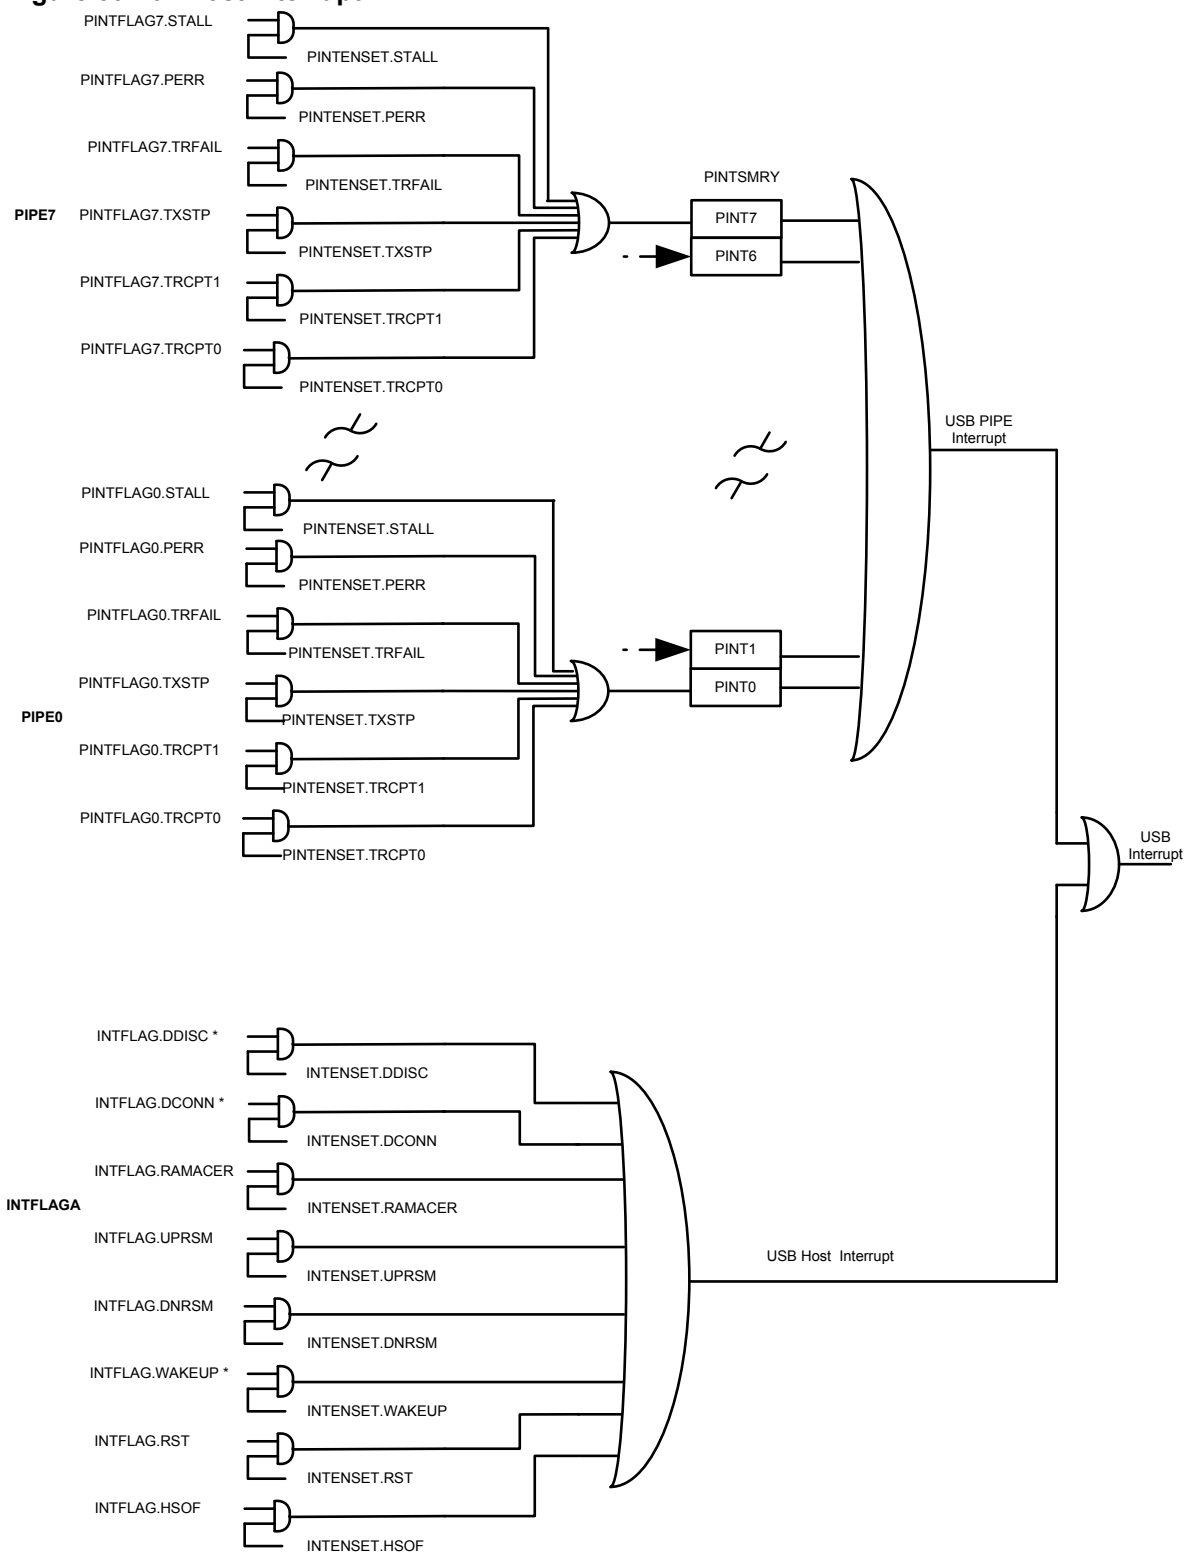 PINTFLAG7.STALL
PINTENSET.STALL
PINTFLAG7.PERR
PINTENSET.PERR
PINTFLAG7.TRFAIL
PINTENSET.TRFAIL
PINTSMRY
PIPE7
PINTFLAG7.TXSTP
PINT7
PINTENSET.TXSTP
PINT6
PINTFLAG7.TRCPT1
PINTENSET.TRCPT1
PINTFLAG7.TRCPT0
PINTENSET.TRCPT0
USB PIPE
Interrupt
PINTFLAG0.STALL
PINTENSET.STALL
PINTFLAG0.PERR
PINTENSET.PERR
PINTFLAG0.TRFAIL
PINTENSET.TRFAIL
PINT1
PINTFLAG0.TXSTP
PINT0
PIPE0
PINTENSET.TXSTP
PINTFLAG0.TRCPT1
PINTENSET.TRCPT1
PINTFLAG0.TRCPT0
PINTENSET.TRCPT0
USB
Interrupt
INTFLAG.DDISC *
INTENSET.DDISC
INTFLAG.DCONN *
INTENSET.DCONN
INTFLAG.RAMACER
INTFLAGA
INTENSET.RAMACER
INTFLAG.UPRSM
INTENSET.UPRSM
USB Host Interrupt
INTFLAG.DNRSM
INTENSET.DNRSM
INTFLAG.WAKEUP *
INTENSET.WAKEUP
INTFLAG.RST
INTENSET.RST
INTFLAG.HSOF
INTENSET.HSOF